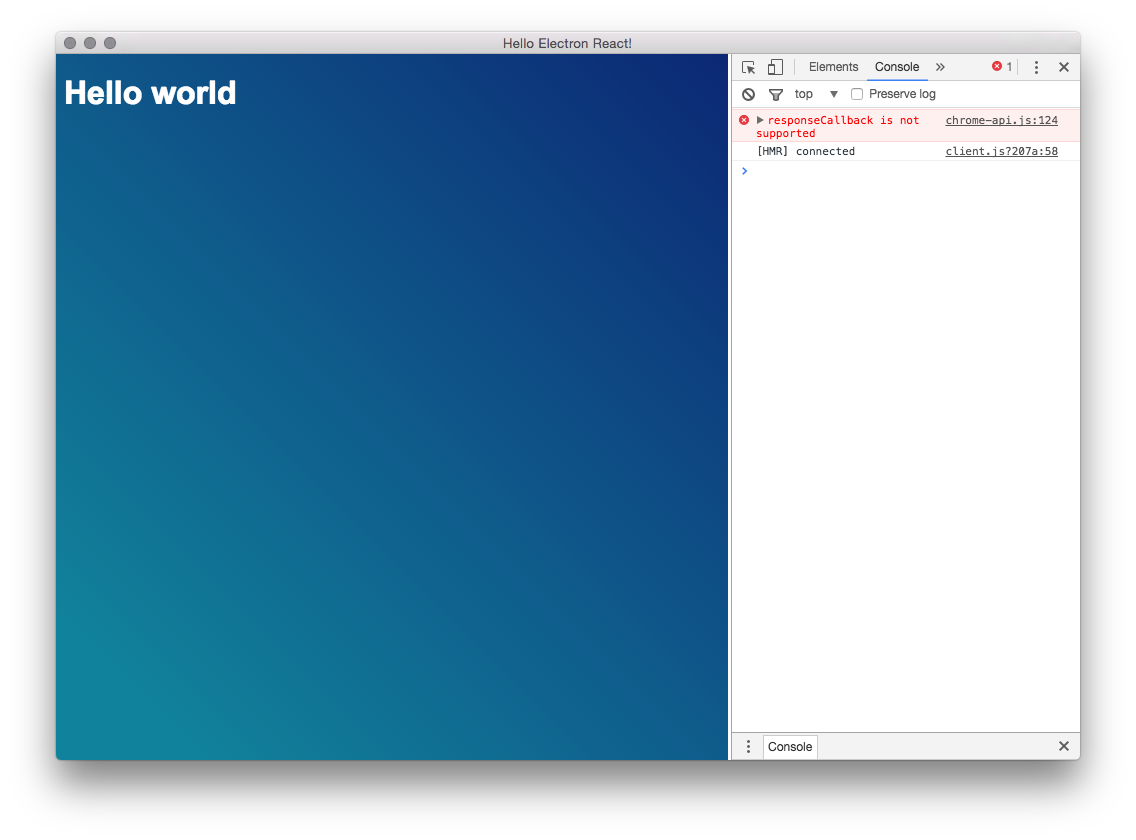 Hello Electron React!
Hello world
Elements Console » 1
top Preserve log
responseCallback is not chrome-api.js:124
supported
[HMR] connected client.js?207a:58
Console